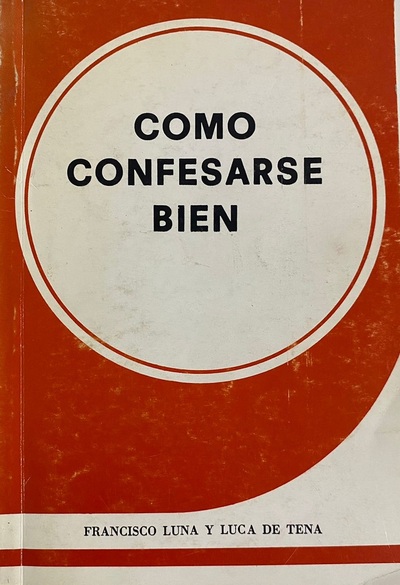 COMO
CONFESARSE
BIEN
FRANCISCO LUNA Y LUCA DE TENA